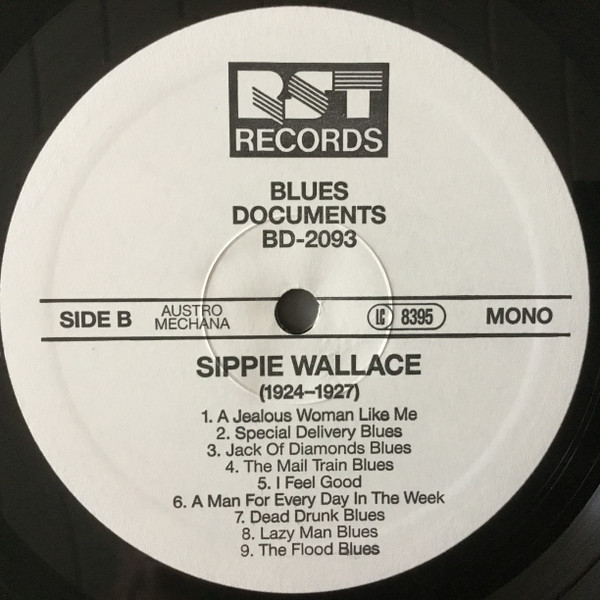 RST
RECORDS
BLUES
DOCUMENTS
BD-2093
SIDE B
AUSTRO
MECHANA
LC 8395
MONO
SIPPIE WALLACE
(1924–1927)
1. A Jealous Woman Like Me
2. Special Delivery Blues
3. Jack Of Diamonds Blues
4. The Mail Train Blues
5. I Feel Good
6. A Man For Every Day In The Week
7. Dead Drunk Blues
8. Lazy Man Blues
9. The Flood Blues